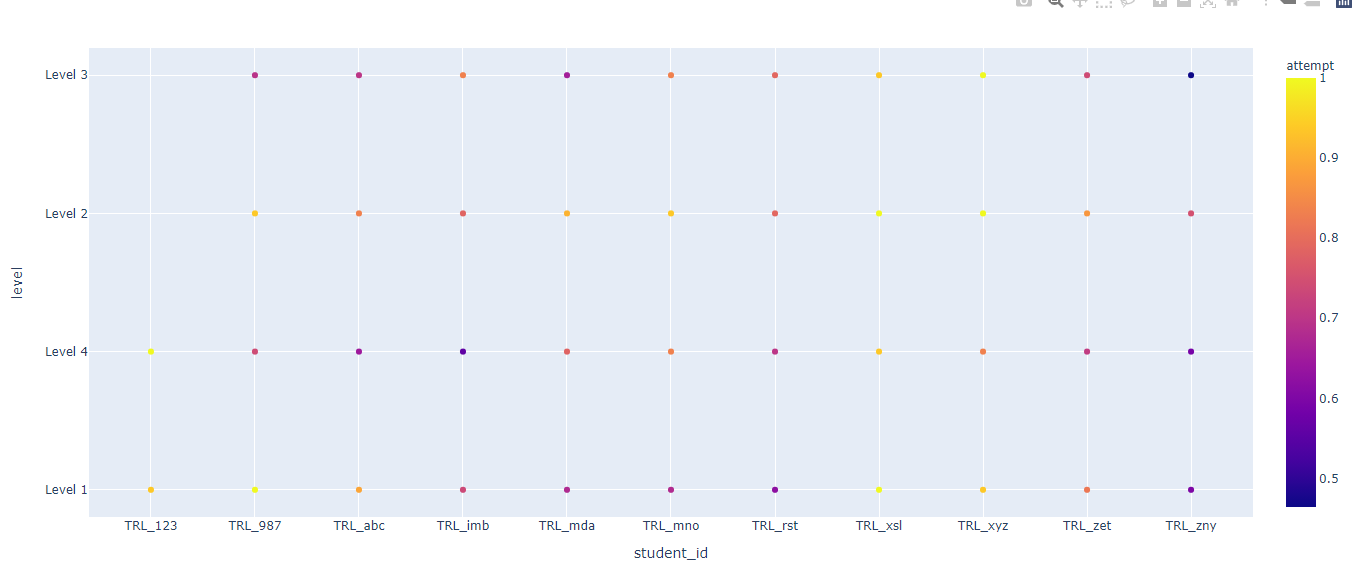 Level 3
Level 2
Level 4
Level 1
level
TRL_123 TRL_987 TRL_abc TRL_imb TRL_mda TRL_mno TRL_rst TRL_xsl TRL_xyz TRL_zet TRL_zny
student_id
attempt
1
0.9
0.8
0.7
0.6
0.5